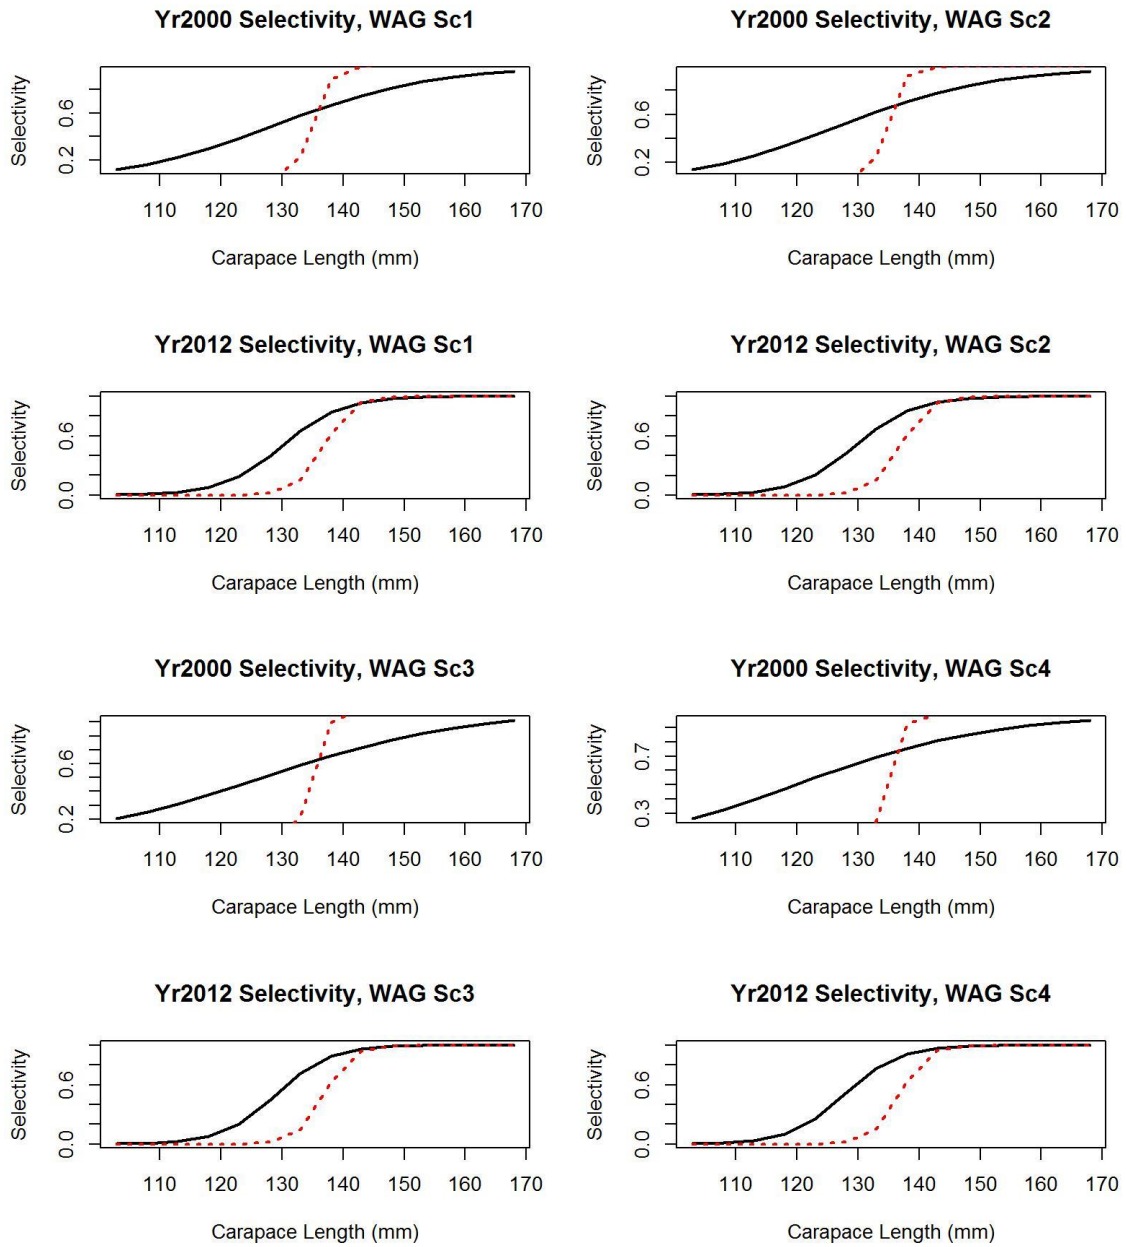 Yr2000 Selectivity, WAG Sc1
Selectivity
0.2 0.6
110 120 130 140 150 160 170
Carapace Length (mm)
Yr2000 Selectivity, WAG Sc2
Selectivity
0.2 0.6
110 120 130 140 150 160 170
Carapace Length (mm)
Yr2012 Selectivity, WAG Sc1
Selectivity
0.0 0.6
110 120 130 140 150 160 170
Carapace Length (mm)
Yr2012 Selectivity, WAG Sc2
Selectivity
0.0 0.6
110 120 130 140 150 160 170
Carapace Length (mm)
Yr2000 Selectivity, WAG Sc3
Selectivity
0.2 0.6
110 120 130 140 150 160 170
Carapace Length (mm)
Yr2000 Selectivity, WAG Sc4
Selectivity
0.3 0.7
110 120 130 140 150 160 170
Carapace Length (mm)
Yr2012 Selectivity, WAG Sc3
Selectivity
0.0 0.6
110 120 130 140 150 160 170
Carapace Length (mm)
Yr2012 Selectivity, WAG Sc4
Selectivity
0.0 0.6
110 120 130 140 150 160 170
Carapace Length (mm)